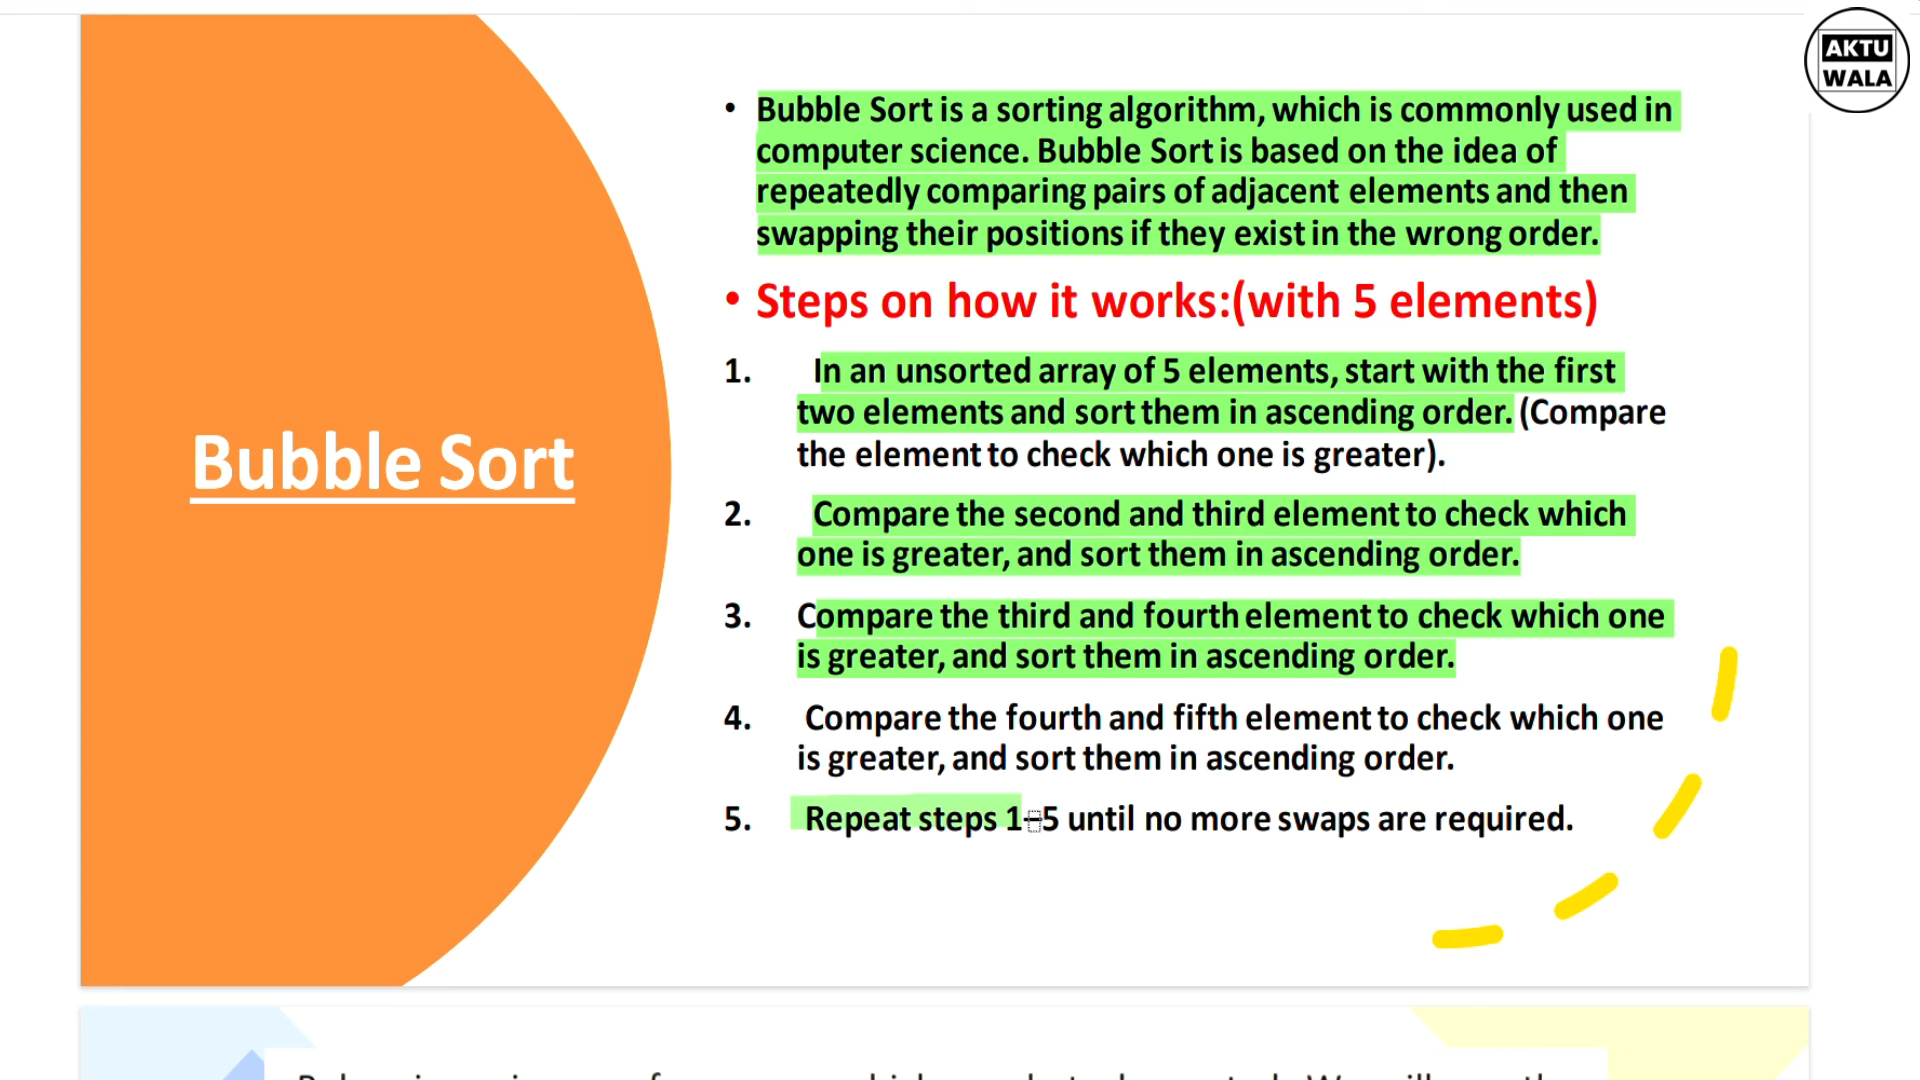 AKTU
WALA
Bubble Sort
• Bubble Sort is a sorting algorithm, which is commonly used in
computer science. Bubble Sort is based on the idea of
repeatedly comparing pairs of adjacent elements and then
swapping their positions if they exist in the wrong order.
• Steps on how it works:(with 5 elements)
1. In an unsorted array of 5 elements, start with the first
two elements and sort them in ascending order. (Compare
the element to check which one is greater).
2. Compare the second and third element to check which
one is greater, and sort them in ascending order.
3. Compare the third and fourth element to check which one
is greater, and sort them in ascending order.
4. Compare the fourth and fifth element to check which one
is greater, and sort them in ascending order.
5. Repeat steps 1–5 until no more swaps are required.